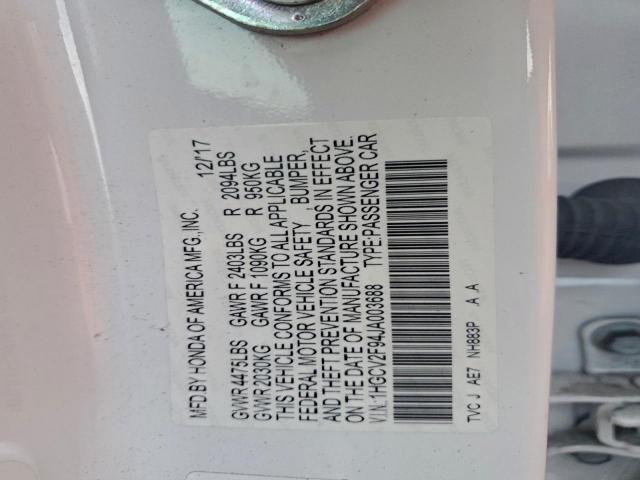 MFD.BY HONDA OF AMERICA MFG.,INC. 12/17
GVWR 4475LBS GAWR F 2403LBS R 2094LBS
GVWR 2030KG GAWR F 1090KG R 950KG
THIS VEHICLE CONFORMS TO ALL APPLICABLE
FEDERAL MOTOR VEHICLE SAFETY , BUMPER,
AND THEFT PREVENTION STANDARDS IN EFFECT
ON THE DATE OF MANUFACTURE SHOWN ABOVE.
V.I.N.:1HGCV2F94JA003688 TYPE:PASSENGER CAR
TVC J AE7 NH883P A A